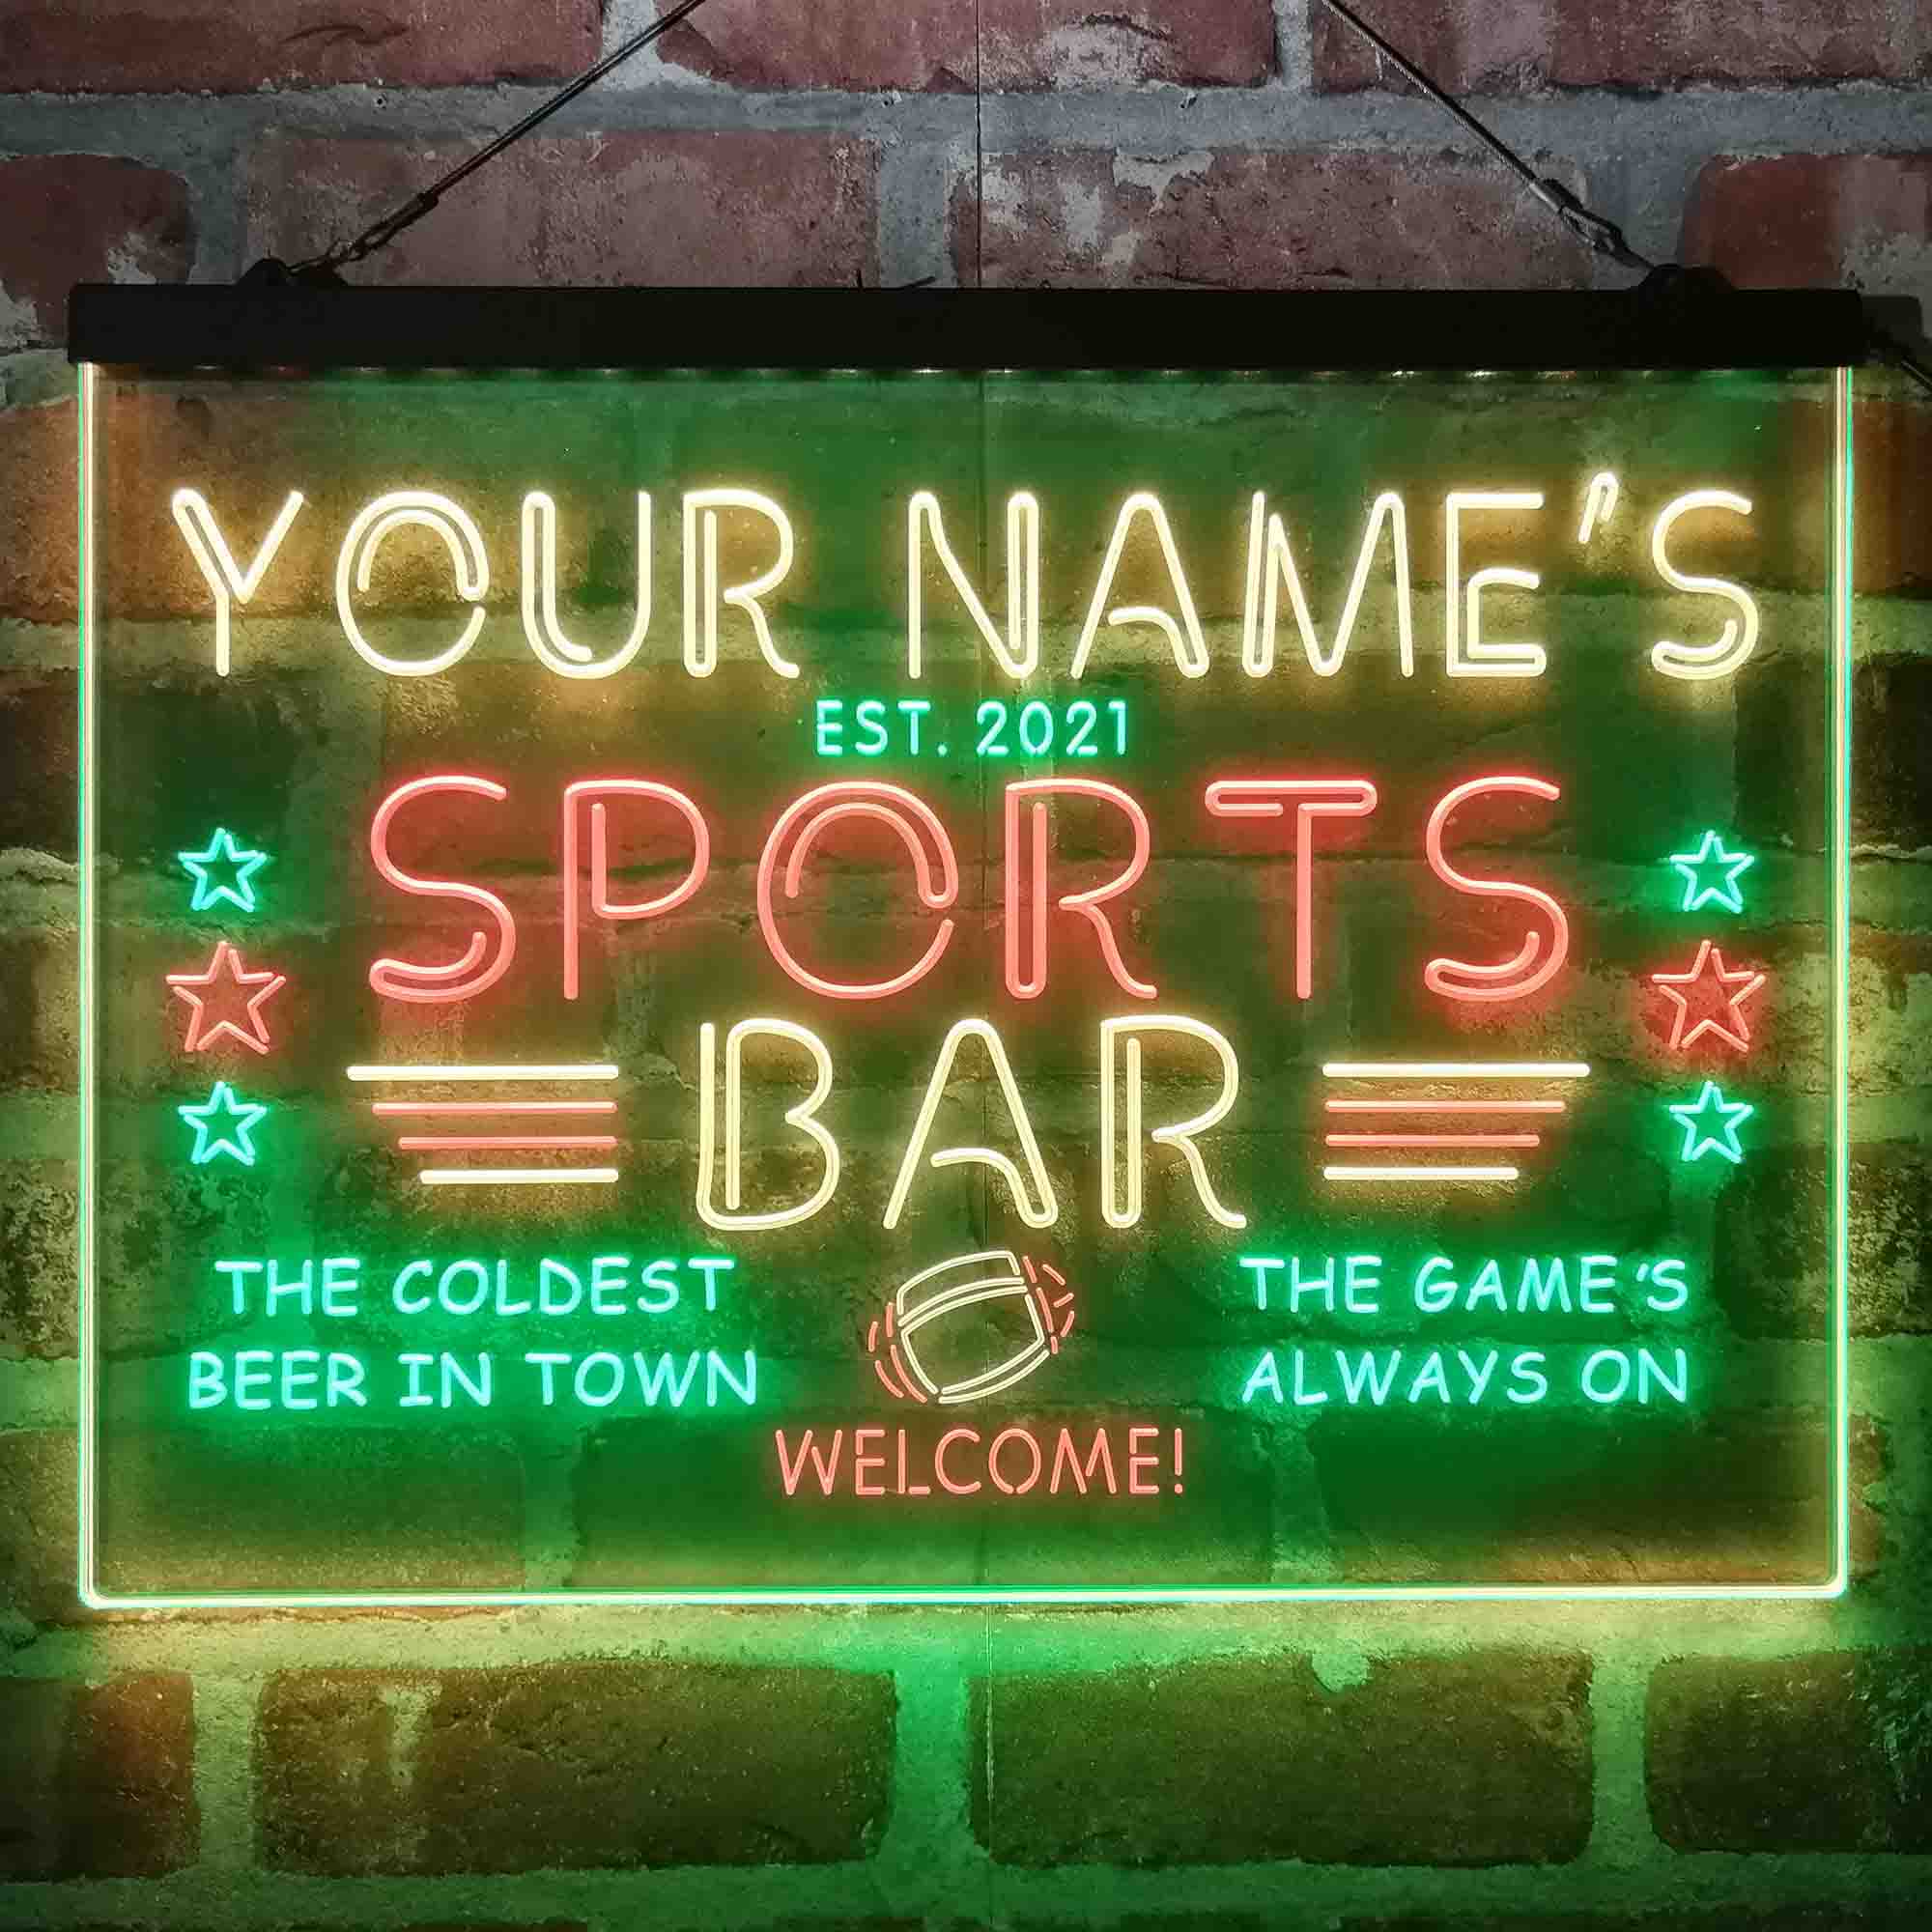 YOUR NAME'S
EST. 2021
SPORTS
BAR
THE COLDEST
BEER IN TOWN
THE GAME'S
ALWAYS ON
WELCOME!